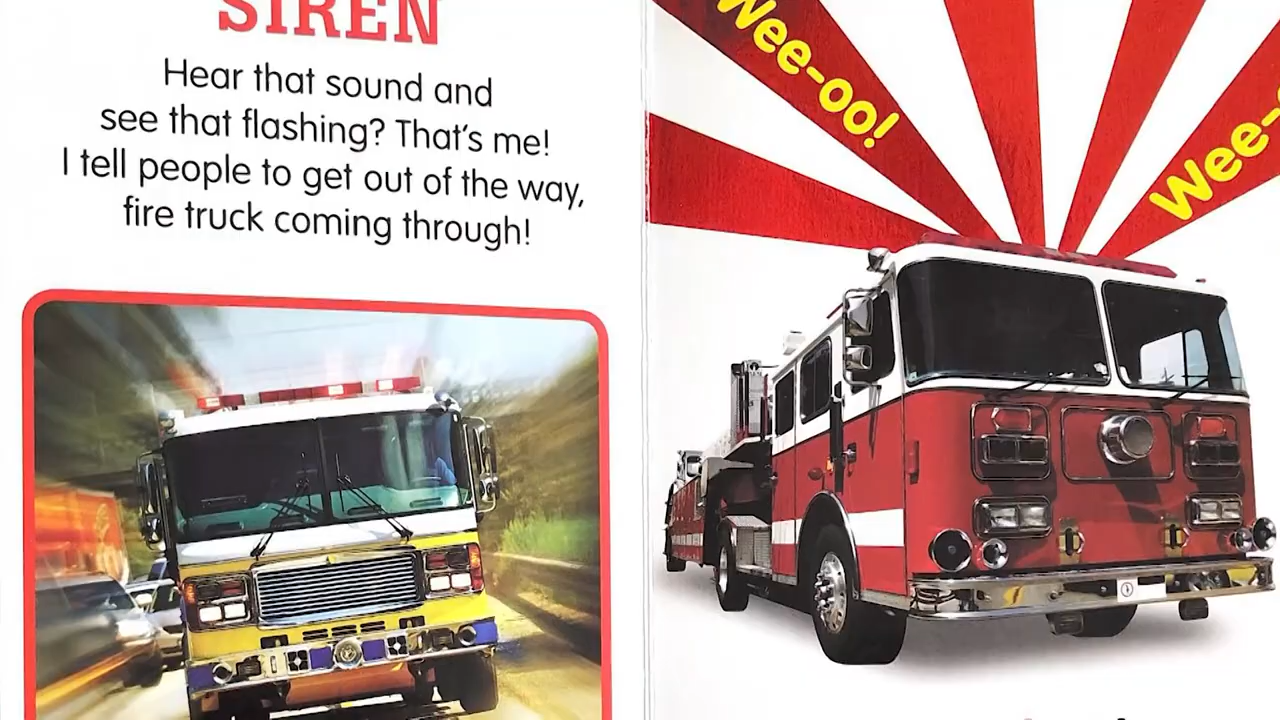 SIREN
Hear that sound and
see that flashing? That's me!
I tell people to get out of the way,
fire truck coming through!
Wee-oo!
Wee-